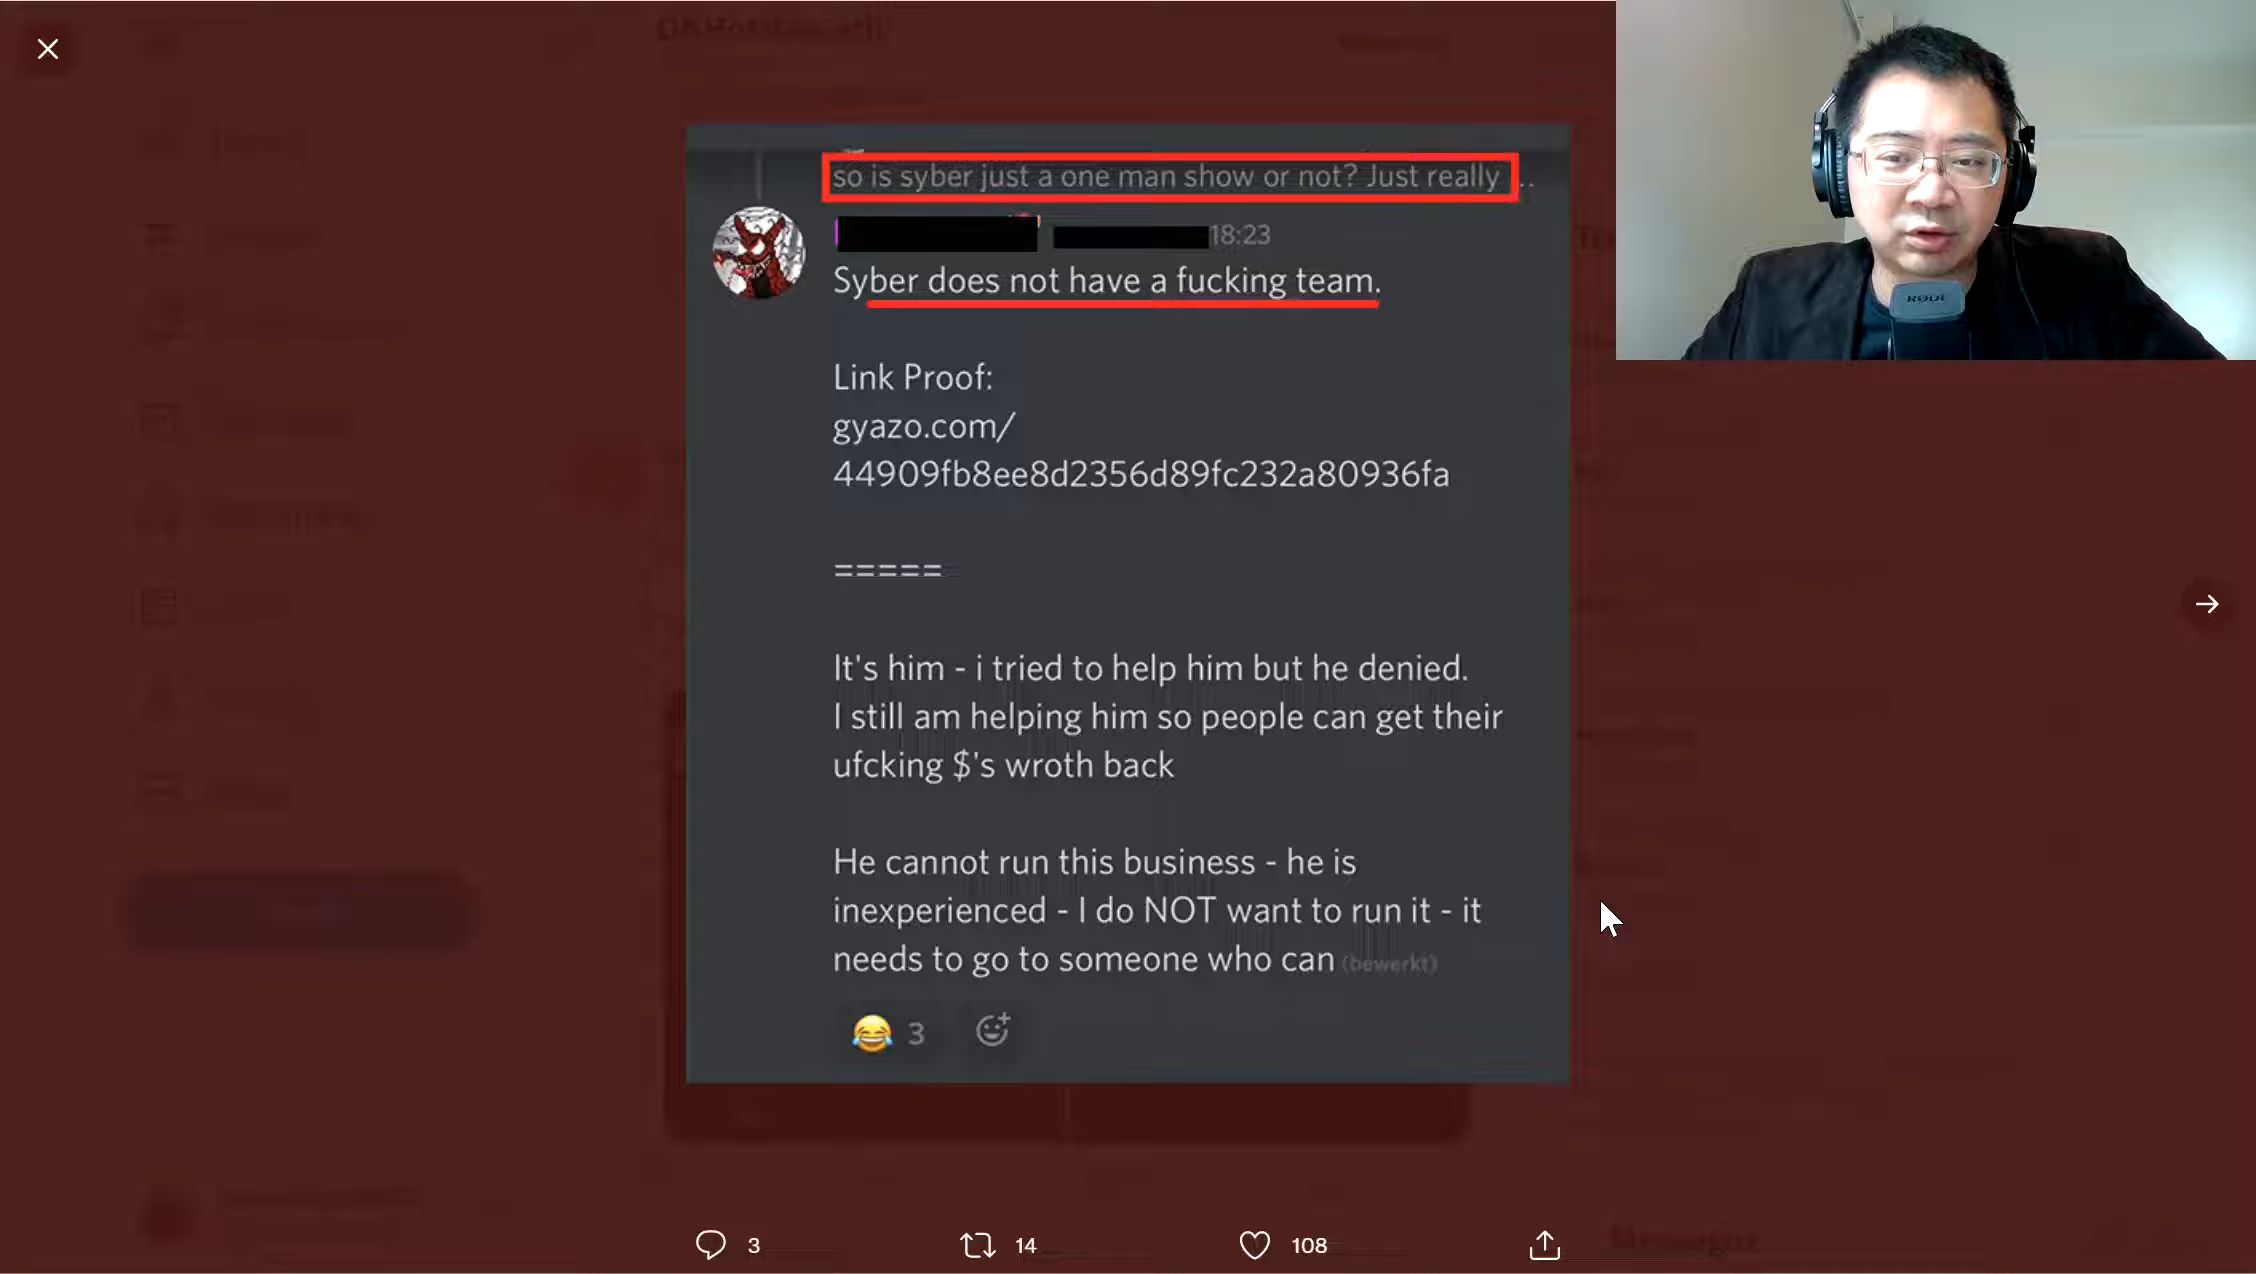 so is syber just a one man show or not? Just really ..
18:23
Syber does not have a fucking team.
Link Proof:
gyazo.com/
44909fb8ee8d2356d89fc232a80936fa
=====
It's him - i tried to help him but he denied.
I still am helping him so people can get their
ufcking $'s wroth back
He cannot run this business - he is
inexperienced - I do NOT want to run it - it
needs to go to someone who can (bewerkt)
3
3
14
108
Messages
RODE